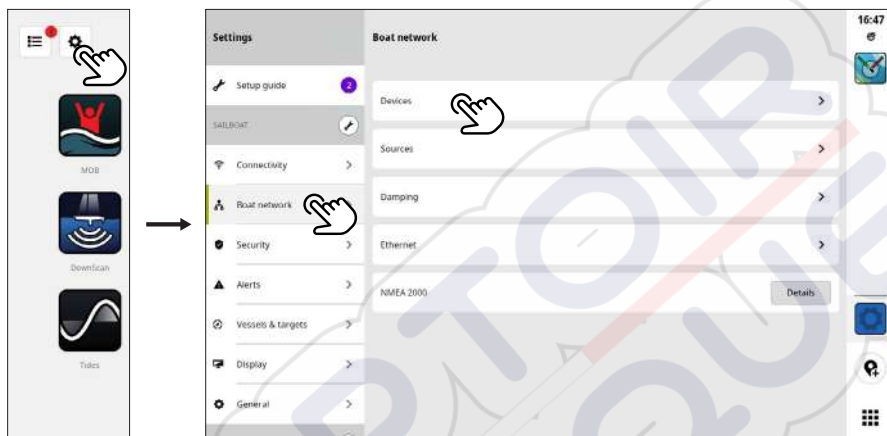 MOB
DownScan
Tides
Settings
Setup guide
2
SAILBOAT
Connectivity
Boat network
Security
Alerts
Vessels & targets
Display
General
Boat network
Devices
Sources
Damping
Ethernet
NMEA 2000
Details
16:47